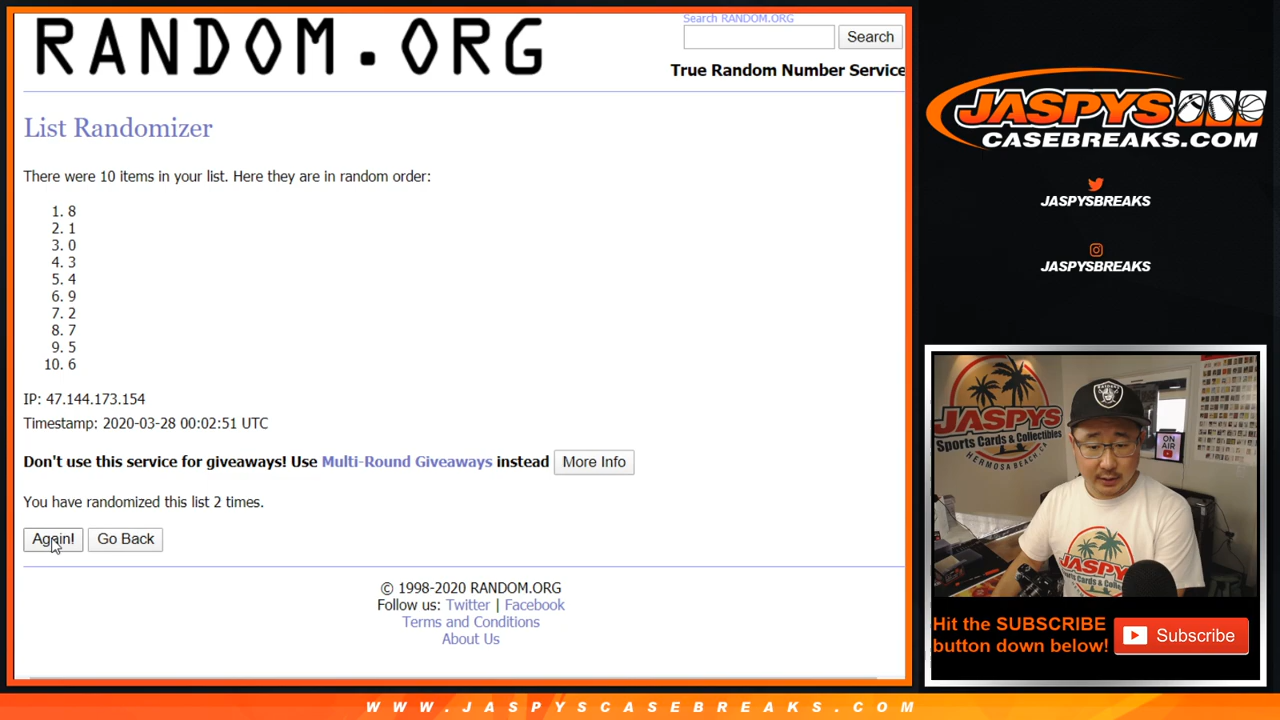 RANDOM.ORG
Search RANDOM.ORG
Search
True Random Number Service
List Randomizer
There were 10 items in your list. Here they are in random order:
1. 8
2. 1
3. 0
4. 3
5. 4
6. 9
7. 2
8. 7
9. 5
10. 6
IP: 47.144.173.154
Timestamp: 2020-03-28 00:02:51 UTC
Don't use this service for giveaways! Use Multi-Round Giveaways instead More Info
You have randomized this list 2 times.
Again! Go Back
© 1998-2020 RANDOM.ORG
Follow us: Twitter | Facebook
Terms and Conditions
About Us
JASPYS
CASEBREAKS.COM
JASPYSBREAKS
JASPYSBREAKS
JASPYS
Sports Cards & Collectibles
HERMOSA BEACH, CA
RAIDERS
ON AIR
JASPYS
Hit the SUBSCRIBE
button down below!
Subscribe
WWW.JASPYSCASEBREAKS.COM